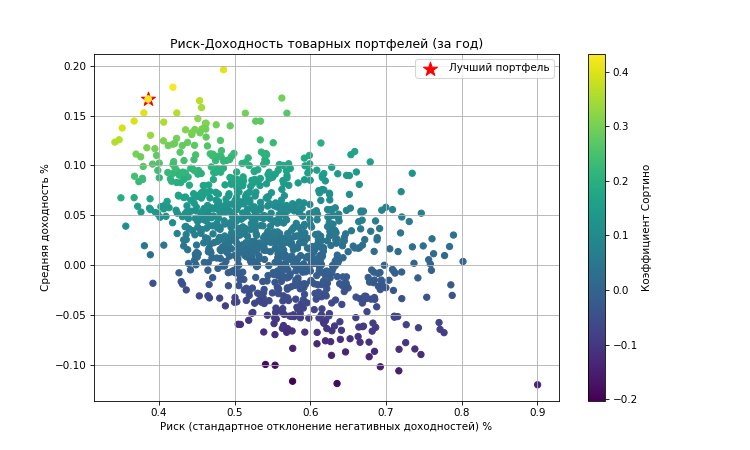 Риск-Доходность товарных портфелей (за год)
Лучший портфель
Средняя доходность %
0.20
0.15
0.10
0.05
0.00
−0.05
−0.10
0.4 0.5 0.6 0.7 0.8 0.9
Риск (стандартное отклонение негативных доходностей) %
0.4
0.3
0.2
0.1
0.0
−0.1
−0.2
Коэффициент Сортино